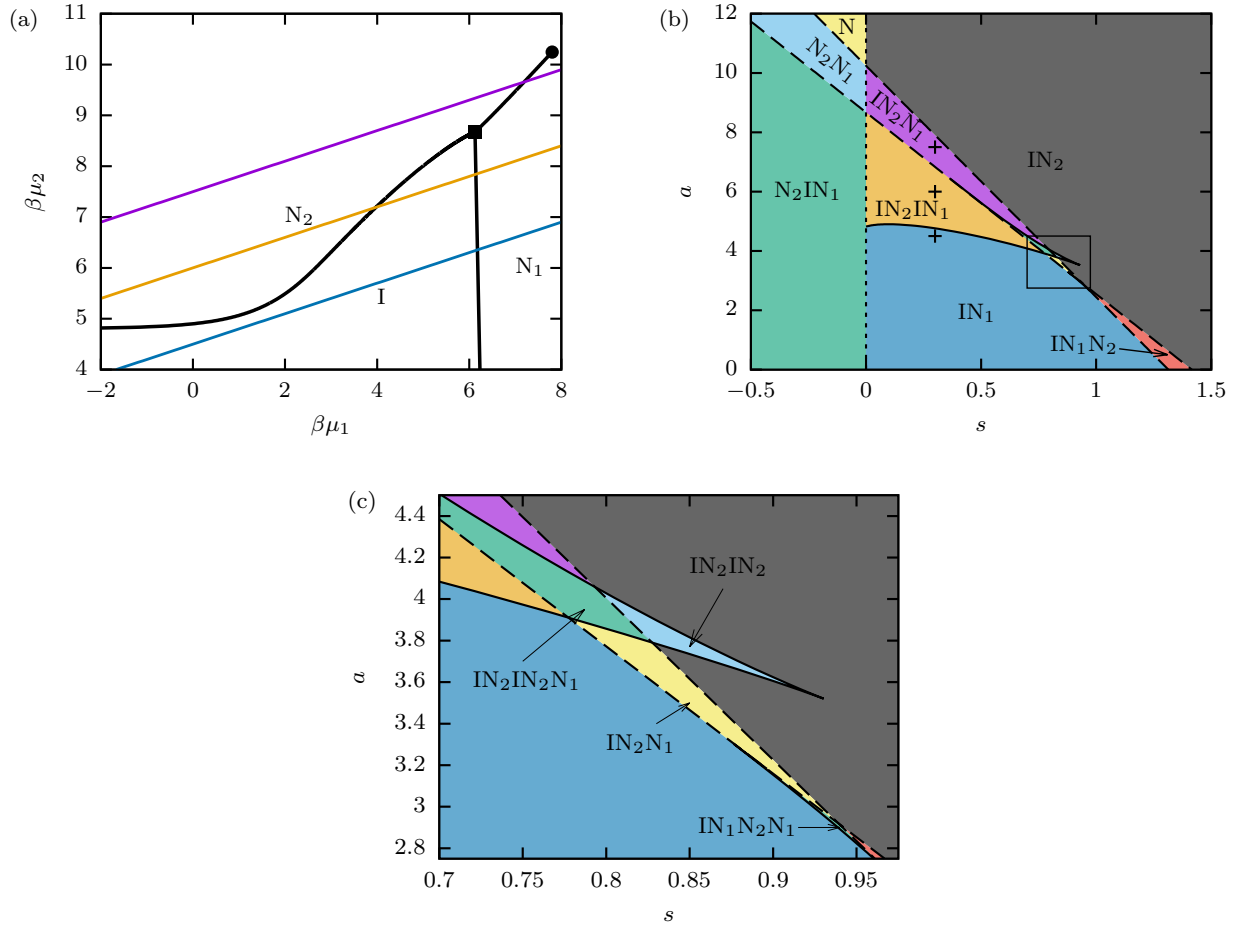 (a)
11
10
9
8
7
6
5
4
−2
0
2
4
6
8
βμ₂
βμ₁
N₂
I
N₁
(b)
12
10
8
6
4
2
0
−0.5
0
0.5
1
1.5
a
s
N
N₂N₁
IN₂N₁
IN₂
N₂IN₁
IN₂IN₁
IN₁
IN₁N₂
(c)
4.4
4.2
4
3.8
3.6
3.4
3.2
3
2.8
0.7
0.75
0.8
0.85
0.9
0.95
a
s
IN₂IN₂
IN₂IN₂N₁
IN₂N₁
IN₁N₂N₁